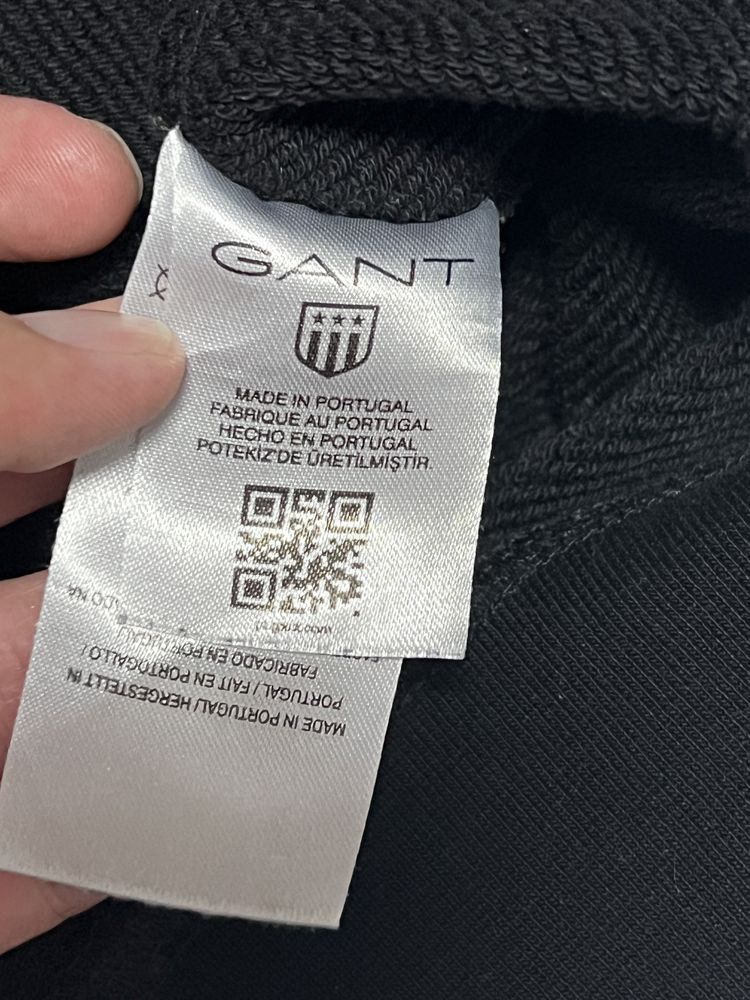 GANT
MADE IN PORTUGAL
FABRIQUE AU PORTUGAL
HECHO EN PORTUGAL
POTEKİZ'DE ÜRETİLMİŞTİR
MADE IN PORTUGAL/ HERGESTELLT IN
PORTUGAL / FAIT EN PORTOGALLO /
FABRICADO EN PORTUGAL/